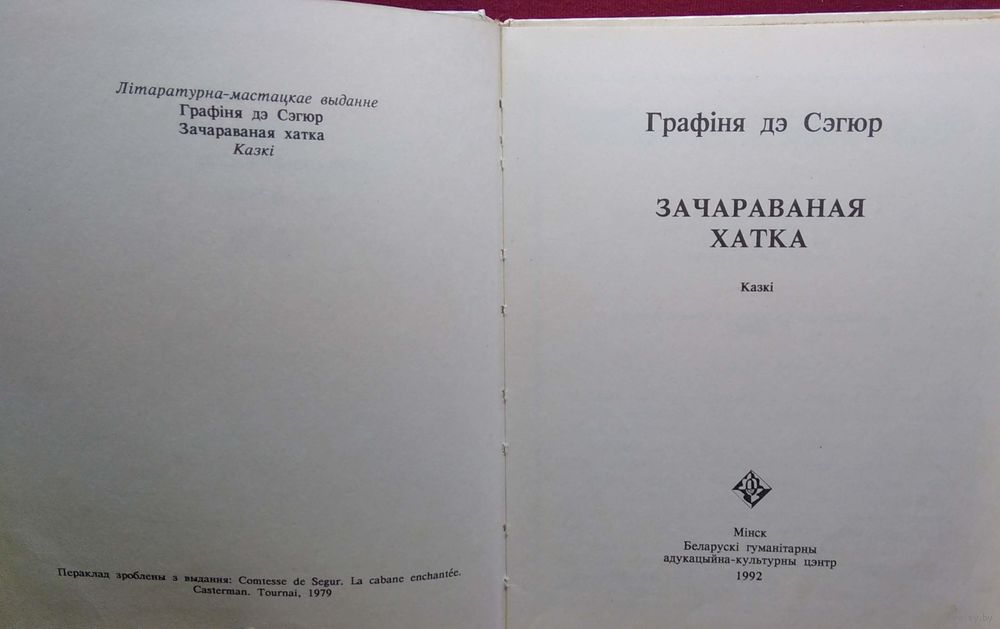 Літаратурна-мастацкае выданне
Графіня дэ Сэгюр
Зачараваная хатка
Казкі
Пераклад зроблены з выдання: Comtesse de Segur. La cabane enchantée.
Casterman. Tournai, 1979
Графіня дэ Сэгюр
ЗАЧАРАВАНАЯ
ХАТКА
Казкі
Мінск
Беларускі гуманітарны
адукацыйна-культурны цэнтр
1992